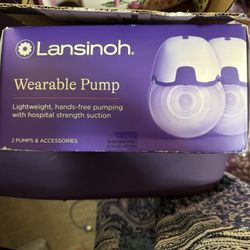 Lansinoh®
Wearable Pump
Lightweight, hands-free pumping
with hospital strength suction
2 PUMPS & ACCESSORIES